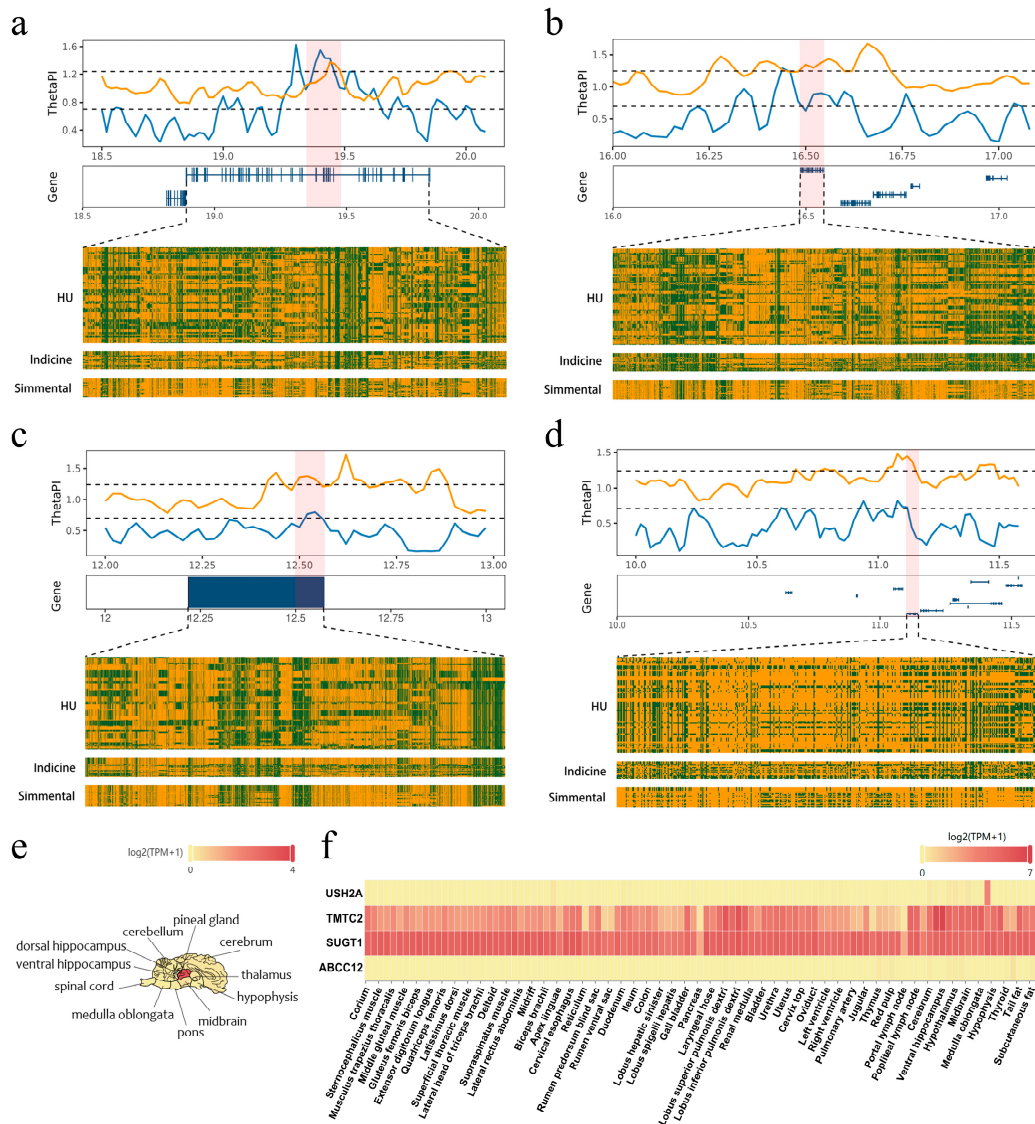 a
ThetaPI
1.6
1.2
0.8
0.4
18.5
19.0
19.5
20.0
Gene
18.5
19.0
19.5
20.0
HU
Indicine
Simmental
b
ThetaPI
1.5
1.0
0.5
16.00
16.25
16.50
16.75
17.00
Gene
16.0
16.5
17.0
HU
Indicine
Simmental
c
ThetaPI
1.5
1.0
0.5
12.00
12.25
12.50
12.75
13.00
Gene
12
12.25
12.5
12.75
13
HU
Indicine
Simmental
d
ThetaPI
1.5
1.0
0.5
10.0
10.5
11.0
11.5
Gene
10.0
10.5
11.0
11.5
HU
Indicine
Simmental
e
log2(TPM+1)
0
4
pineal gland
cerebellum
cerebrum
dorsal hippocampus
ventral hippocampus
thalamus
spinal cord
hypophysis
medulla oblongata
midbrain
pons
f
log2(TPM+1)
0
7
USH2A
TMTC2
SUGT1
ABCC12
Corium
Sternocephalicus muscle
Musculus trapezius thoracalis
Middle gluteal muscle
Gluteus femoris biceps
Extensor digitorum longus
Quadriceps femoris
Latissimus dorsi
Superficial thoracic muscle
Lateral head of triceps brachii
Deltoid
Supraspinatus muscle
Lateral rectus abdominis
Midriff
Biceps brachii
Apex linguae
Cervical esophagus
Reticulum
Rumen predorsum blind sac
Rumen ventral sac
Duodenum
Ileum
Colon
Lobus hepatic sinister
Lobus spigelii hepatis
Gall bladder
Pancreas
Laryngeal hose
Lobus superior pulmonis dextri
Lobus inferior pulmonis dextri
Renal medulla
Bladder
Urethra
Uterus
Cervix top
Oviduct
Left ventricle
Right ventricle
Pulmonary artery
Jugular
Thymus
Red pulp
Portal lymph node
Popliteal lymph node
Cerebrum
Ventral hippocampus
Hypothalamus
Midbrain
Medulla oblongata
Hypophysis
Thyroid
Tail fat
Subcutaneous fat